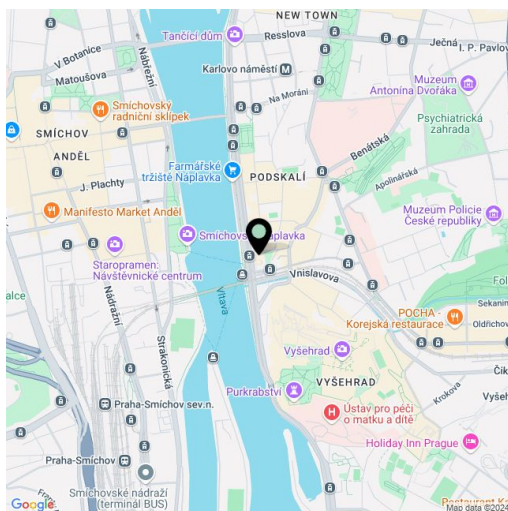 NEW TOWN
Tančící dům
Resslova
Ječná
I. P. Pavlov
V Botanice
Matoušova
Nábřežní
Karlovo náměstí
Na Moráni
Muzeum
Antonína Dvořáka
Smíchovský
radniční sklípek
Psychiatrická
zahrada
SMÍCHOV
ANDĚL
Benátská
Farmářské
tržiště Náplavka
PODSKALÍ
Apolinářská
J. Plachty
Manifesto Market Anděl
Muzeum Policie
České republiky
Smíchovská náplavka
Staropramen:
Návštěvnické centrum
Vnislavova
Nádražní
Vltava
Strakonická
POCHA -
Korejská restaurace
Sekanin
Oldřichov
Vyšehrad
Purkrabství
VYŠEHRAD
Krokova
Praha-Smíchov sev.n.
Ústav pro péči
o matku a dítě
Holiday Inn Prague
Praha-Smíchov
Smíchovské nádraží
(terminál BUS)
Google
Map data ©2024